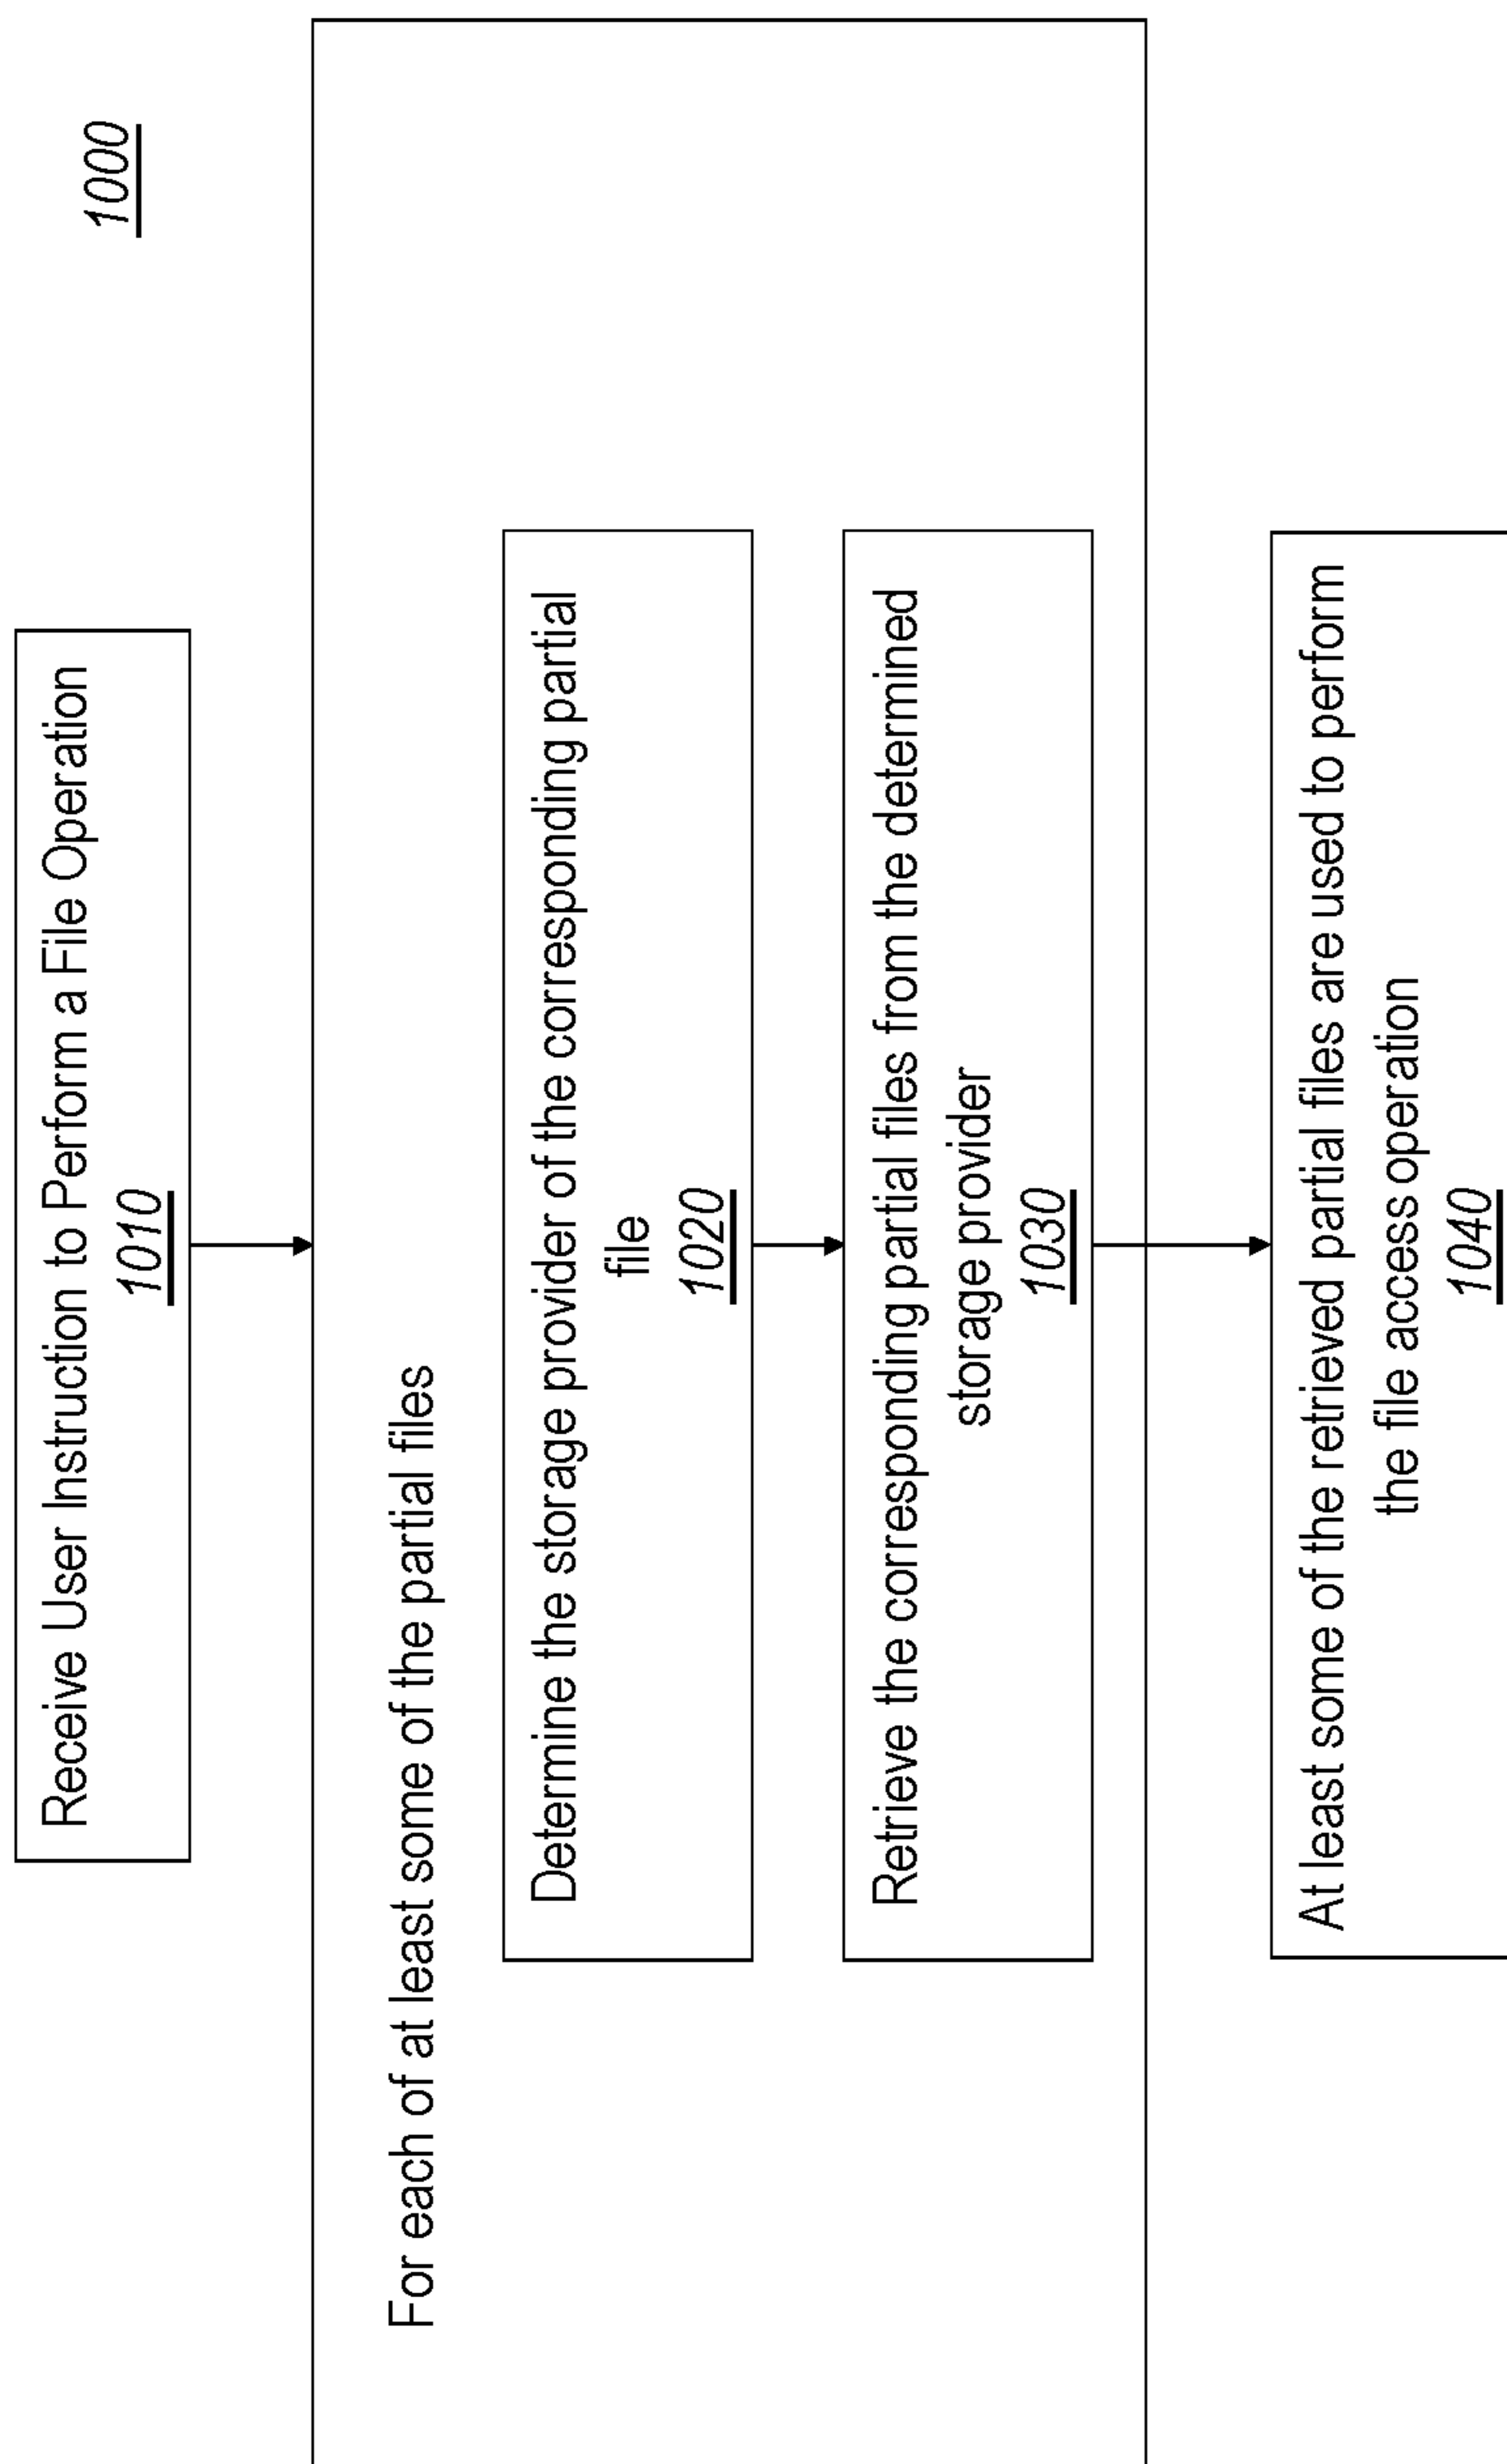 1000
Receive User Instruction to Perform a File Operation
1010
For each of at least some of the partial files
Determine the storage provider of the corresponding partial
file
1020
Retrieve the corresponding partial files from the determined
storage provider
1030
At least some of the retrieved partial files are used to perform
the file access operation
1040